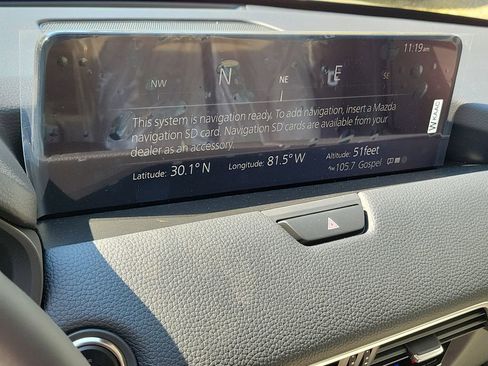 11:19 am
NW N NE E SE
This system is navigation ready. To add navigation, insert a Mazda
navigation SD card. Navigation SD cards are available from your
dealer as an accessory.
Latitude: 30.1° N Longitude: 81.5° W Altitude: 51feet
105.7 Gospel